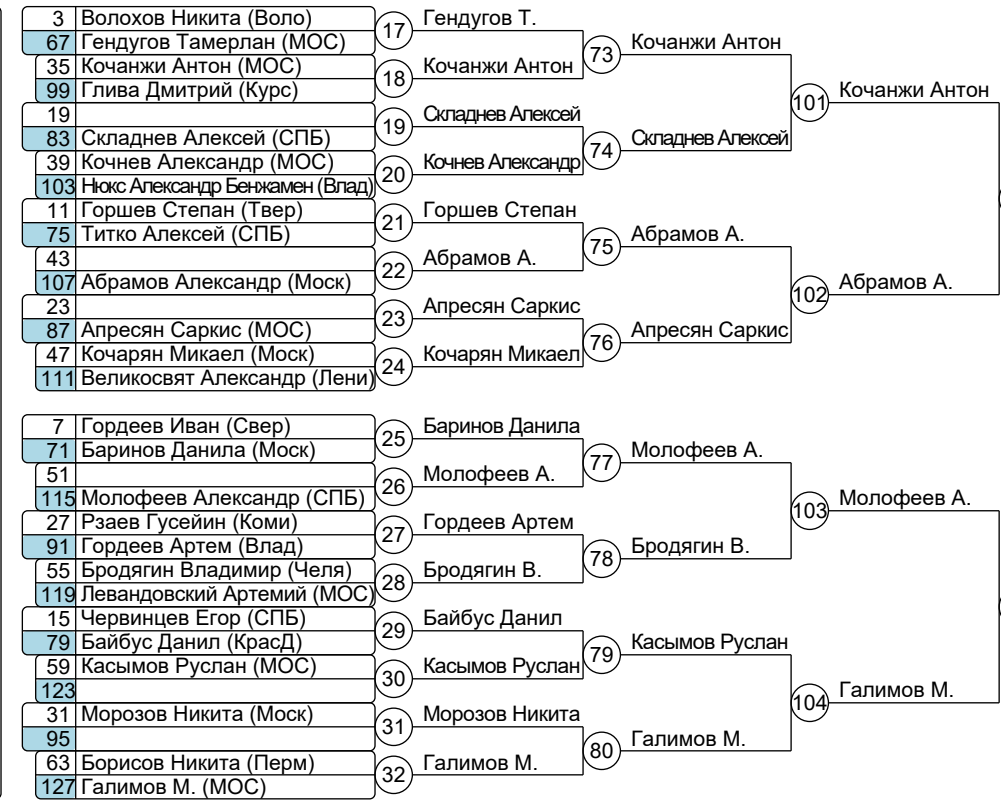 3 Волохов Никита (Воло)
67 Гендугов Тамерлан (МОС)
17 Гендугов Т.
35 Кочанжи Антон (МОС)
99 Глива Дмитрий (Курс)
18 Кочанжи Антон
73 Кочанжи Антон
19
83 Складнев Алексей (СПБ)
19 Складнев Алексей
39 Кочнев Александр (МОС)
103 Нюкс Александр Бенжамен (Влад)
20 Кочнев Александр
74 Складнев Алексей
101 Кочанжи Антон
11 Горшев Степан (Твер)
75 Титко Алексей (СПБ)
21 Горшев Степан
43
107 Абрамов Александр (Моск)
22 Абрамов А.
75 Абрамов А.
23
87 Апресян Саркис (МОС)
23 Апресян Саркис
47 Кочарян Микаел (Моск)
111 Великосвят Александр (Лени)
24 Кочарян Микаел
76 Апресян Саркис
102 Абрамов А.
7 Гордеев Иван (Свер)
71 Баринов Данила (Моск)
25 Баринов Данила
51
115 Молофеев Александр (СПБ)
26 Молофеев А.
77 Молофеев А.
27 Рзаев Гусейин (Коми)
91 Гордеев Артем (Влад)
27 Гордеев Артем
55 Бродягин Владимир (Челя)
119 Левандовский Артемий (МОС)
28 Бродягин В.
78 Бродягин В.
103 Молофеев А.
15 Червинцев Егор (СПБ)
79 Байбус Данил (КрасД)
29 Байбус Данил
59 Касымов Руслан (МОС)
123
30 Касымов Руслан
79 Касымов Руслан
31 Морозов Никита (Моск)
95
31 Морозов Никита
63 Борисов Никита (Перм)
127 Галимов М. (МОС)
32 Галимов М.
80 Галимов М.
104 Галимов М.